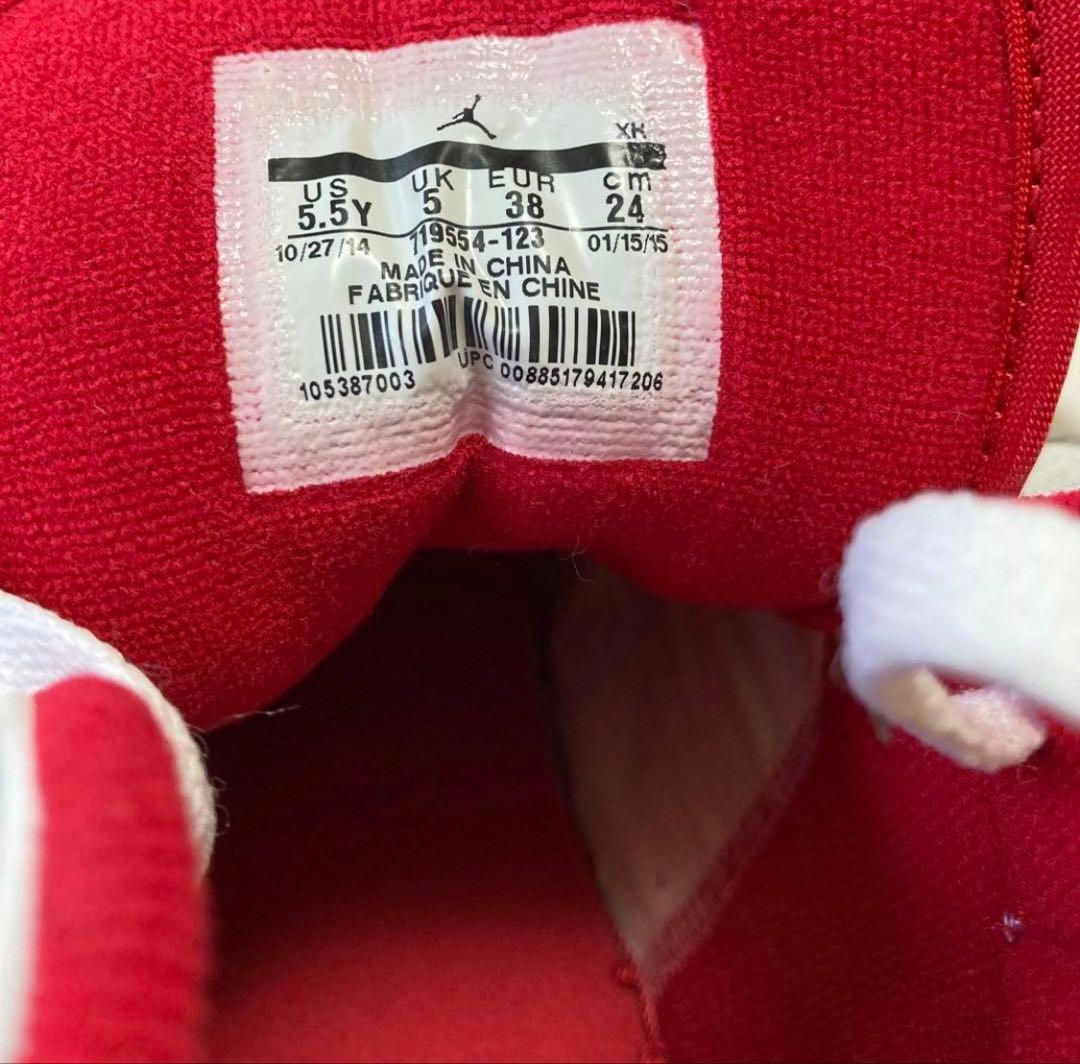 XK
US UK EUR cm
5.5Y 5 38 24
10/27/14 719554-123 01/15/15
MADE IN CHINA
FABRIQUE EN CHINE
105387003 UPC 00885179417206